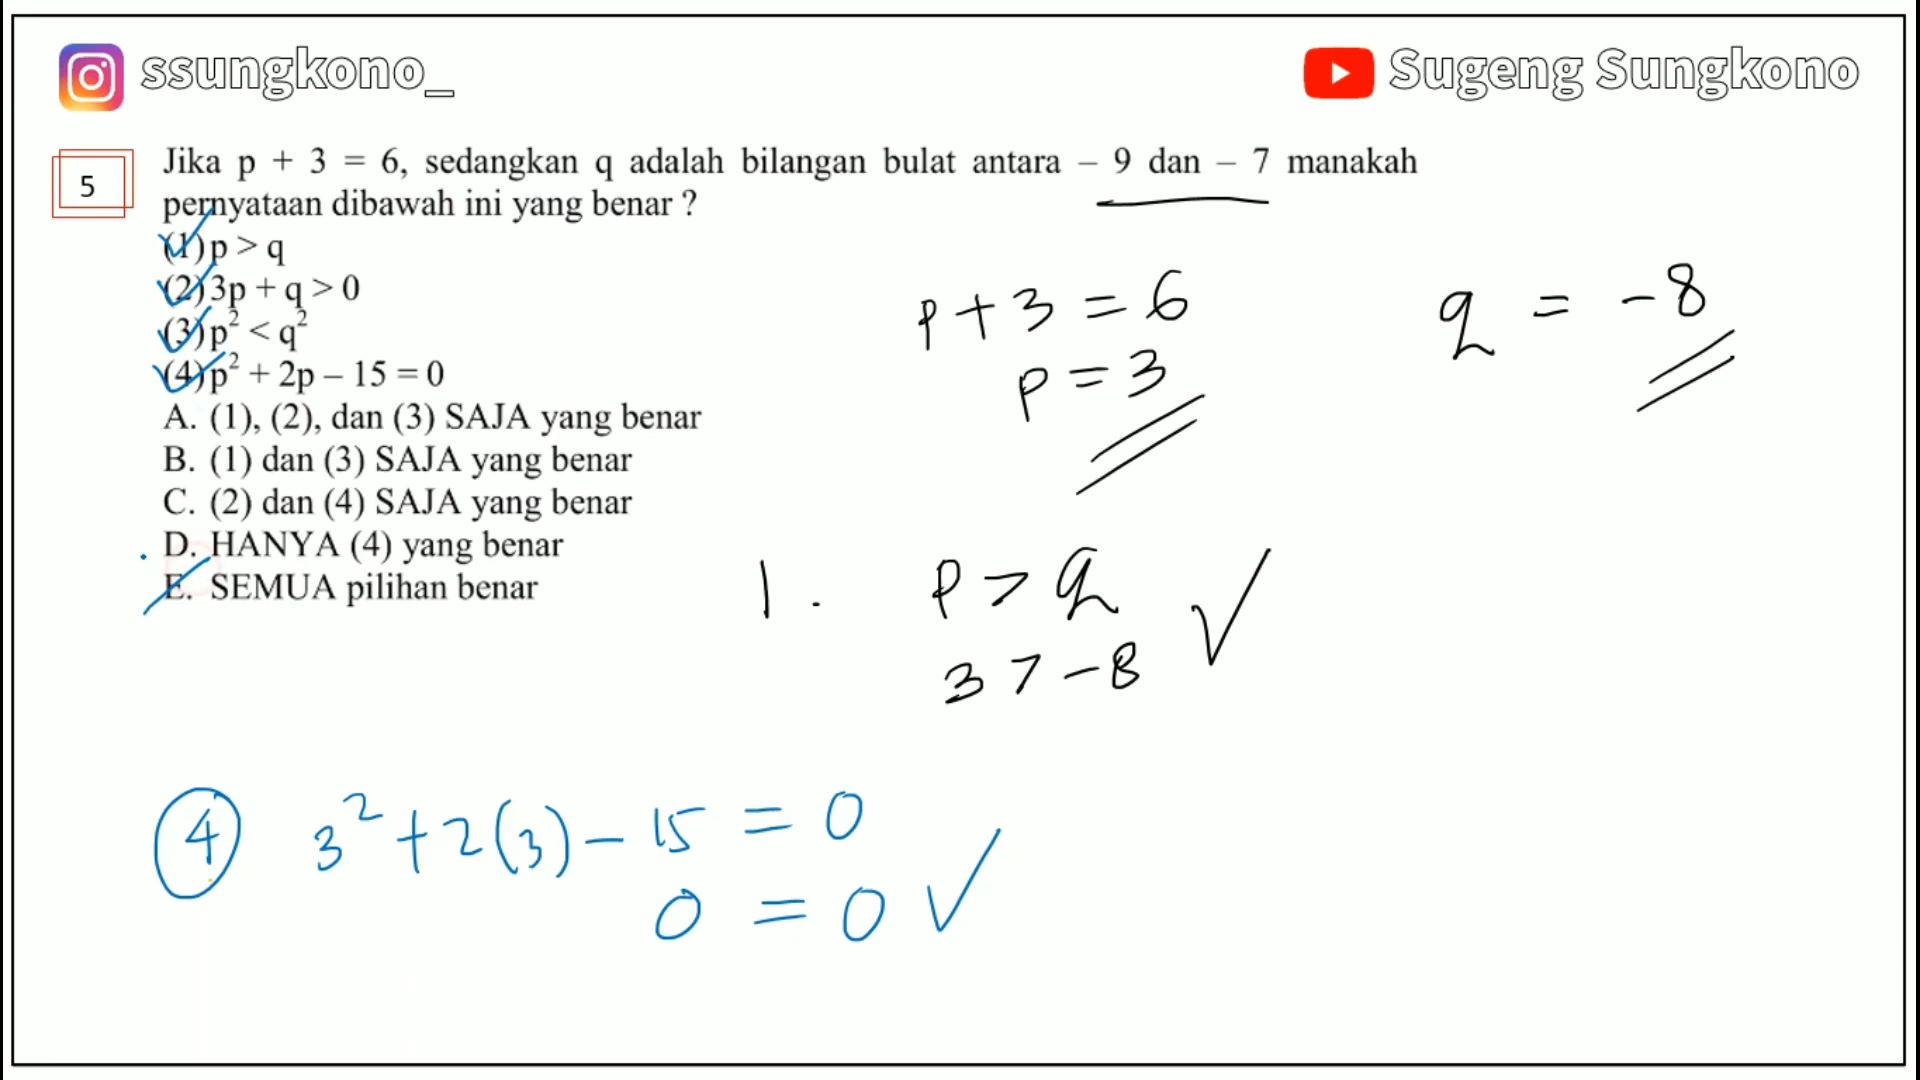 ssungkono_
Sugeng Sungkono
5
Jika p + 3 = 6, sedangkan q adalah bilangan bulat antara – 9 dan – 7 manakah
pernyataan dibawah ini yang benar ?
(1) p > q
(2) 3p + q > 0
(3) p² < q²
(4) p² + 2p – 15 = 0
A. (1), (2), dan (3) SAJA yang benar
B. (1) dan (3) SAJA yang benar
C. (2) dan (4) SAJA yang benar
D. HANYA (4) yang benar
E. SEMUA pilihan benar
p + 3 = 6
p = 3
q = -8
1. p > q
3 > -8
4 3² + 2(3) - 15 = 0
0 = 0